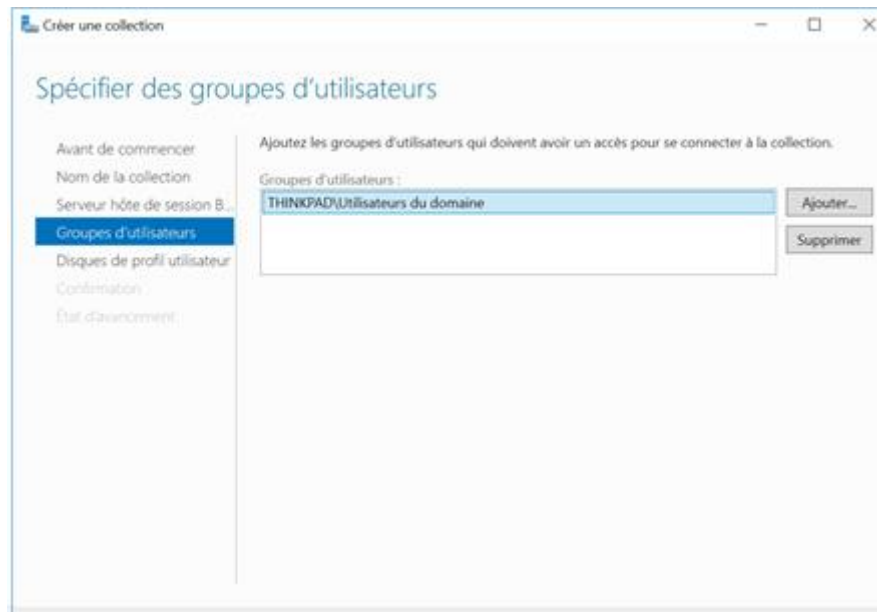 Créer une collection
Spécifier des groupes d'utilisateurs
Avant de commencer
Nom de la collection
Serveur hôte de session B...
Groupes d'utilisateurs
Disques de profil utilisateur
Confirmation
État d'avancement
Ajoutez les groupes d'utilisateurs qui doivent avoir un accès pour se connecter à la collection.
Groupes d'utilisateurs :
THINKPAD\Utilisateurs du domaine
Ajouter...
Supprimer